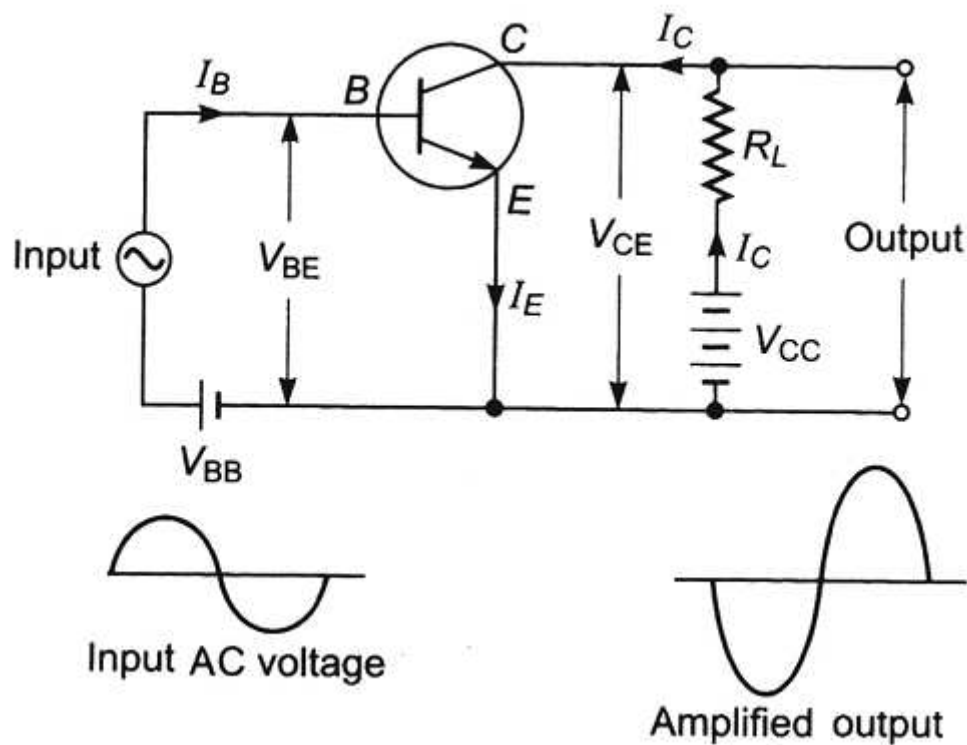 C
I_C
I_B
B
R_L
E
Input
V_BE
V_CE
Output
I_C
I_E
V_CC
V_BB
Input AC voltage
Amplified output